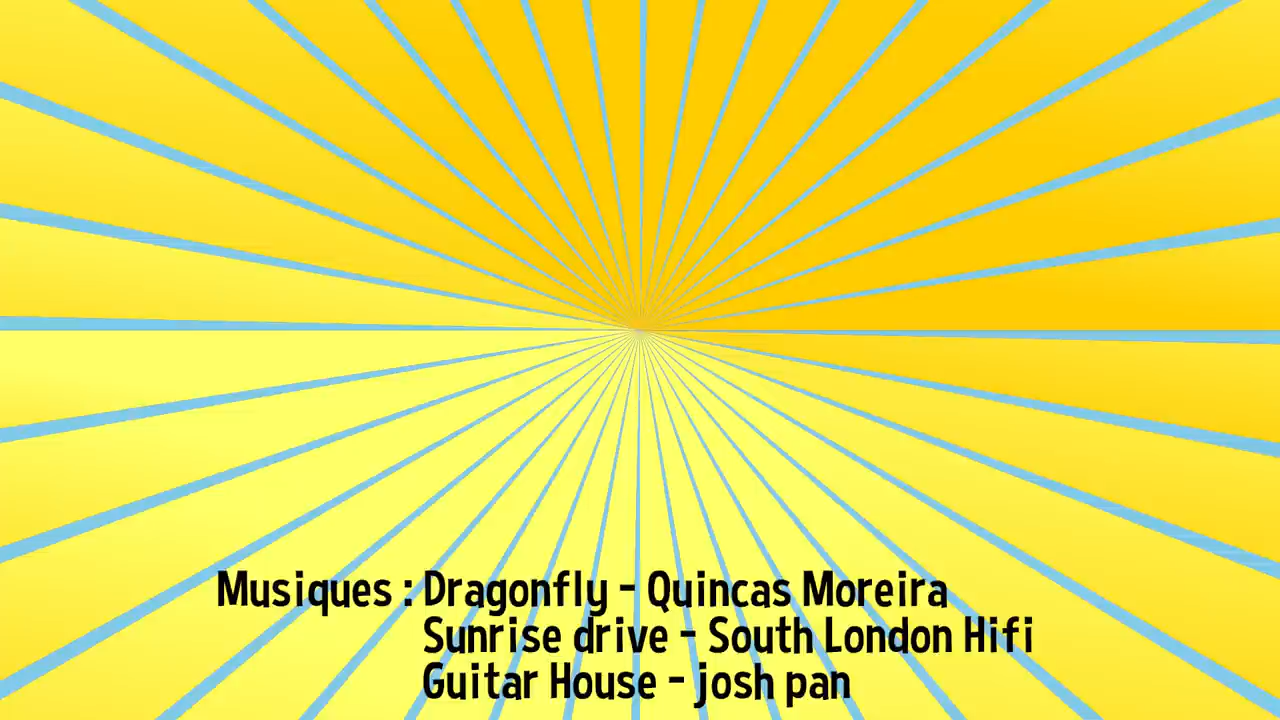 Musiques : Dragonfly - Quincas Moreira
Sunrise drive - South London Hifi
Guitar House - josh pan